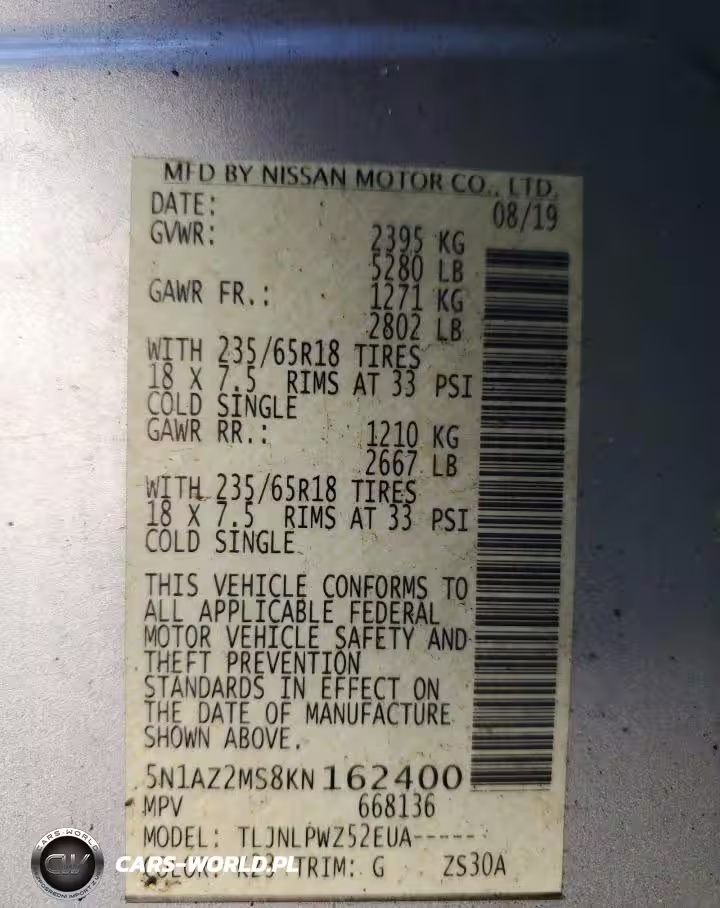 MFD BY NISSAN MOTOR CO., LTD.
DATE: 08/19
GVWR: 2395 KG
5280 LB
GAWR FR.: 1271 KG
2802 LB
WITH 235/65R18 TIRES
18 X 7.5 RIMS AT 33 PSI
COLD SINGLE
GAWR RR.: 1210 KG
2667 LB
WITH 235/65R18 TIRES
18 X 7.5 RIMS AT 33 PSI
COLD SINGLE
THIS VEHICLE CONFORMS TO
ALL APPLICABLE FEDERAL
MOTOR VEHICLE SAFETY AND
THEFT PREVENTION
STANDARDS IN EFFECT ON
THE DATE OF MANUFACTURE
SHOWN ABOVE.
5N1AZ2MS8KN162400
MPV 668136
MODEL: TLJNLPWZ52EUA------
TRIM: G ZS30A
CARS-WORLD.PL
CARS-WORLD
CW